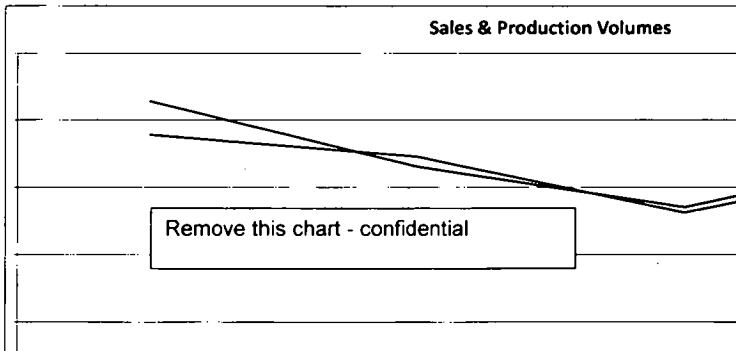 Sales & Production Volumes
Remove this chart - confidential